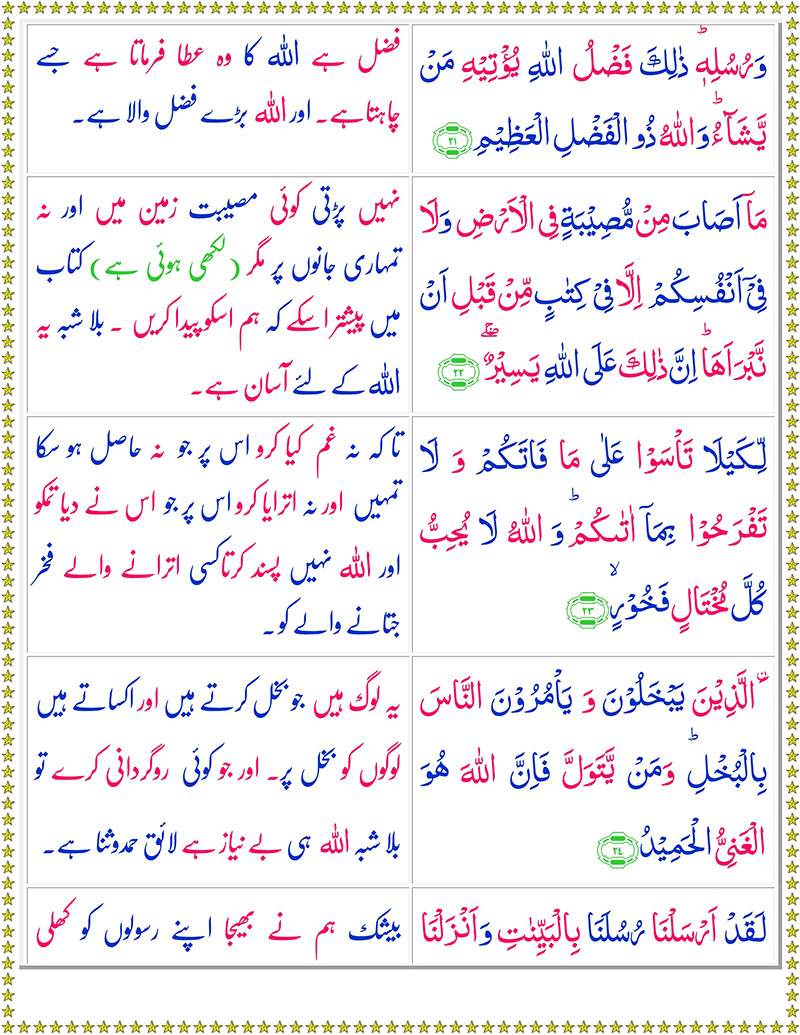 وَرُسُلِهٖ ؕ ذٰلِكَ فَضْلُ اللّٰهِ يُؤْتِيْهِ مَنْ
يَّشَآءُ ؕ وَاللّٰهُ ذُو الْفَضْلِ الْعَظِيْمِ ۲۱
فضل ہے اللہ کا وہ عطا فرماتا ہے جسے
چاہتا ہے۔ اور اللہ بڑے فضل والا ہے۔
مَاۤ اَصَابَ مِنْ مُّصِيْبَةٍ فِى الْاَرْضِ وَلَا
فِىْۤ اَنْفُسِكُمْ اِلَّا فِىْ كِتٰبٍ مِّنْ قَبْلِ اَنْ
نَّبْرَاَهَا ؕ اِنَّ ذٰلِكَ عَلَى اللّٰهِ يَسِيْرٌ ۖۚ ۲۲
نہیں پڑتی کوئی مصیبت زمین میں اور نہ
تمہاری جانوں پر مگر (لکھی ہوئی ہے) کتاب
میں پیشتر اسکے کہ ہم اسکو پیدا کریں ۔ بلا شبہ یہ
اللہ کے لئے آسان ہے۔
لِّكَيْلَا تَاْسَوْا عَلٰى مَا فَاتَكُمْ وَ لَا
تَفْرَحُوْا بِمَاۤ اٰتٰىكُمْ ؕ وَ اللّٰهُ لَا يُحِبُّ
كُلَّ مُخْتَالٍ فَخُوْرٍ ۙ ۲۳
تا کہ نہ غم کیا کرو اس پر جو نہ حاصل ہو سکا
تمہیں اور نہ اترایا کرو اس پر جو اس نے دیا تمکو
اور اللہ نہیں پسند کرتا کسی اترانے والے فخر
جتانے والے کو۔
ۨ الَّذِيْنَ يَبْخَلُوْنَ وَ يَاْمُرُوْنَ النَّاسَ
بِالْبُخْلِ ؕ وَمَنْ يَّتَوَلَّ فَاِنَّ اللّٰهَ هُوَ
الْغَنِىُّ الْحَمِيْدُ ۲۴
یہ لوگ ہیں جو بخل کرتے ہیں اور اکساتے ہیں
لوگوں کو بخل پر۔ اور جو کوئی روگردانی کرے تو
بلا شبہ اللہ ہی بے نیاز ہے لائق حمدوثنا ہے۔
لَقَدْ اَرْسَلْنَا رُسُلَنَا بِالْبَيِّنٰتِ وَاَنْزَلْنَا
بیشک ہم نے بھیجا اپنے رسولوں کو کھلی